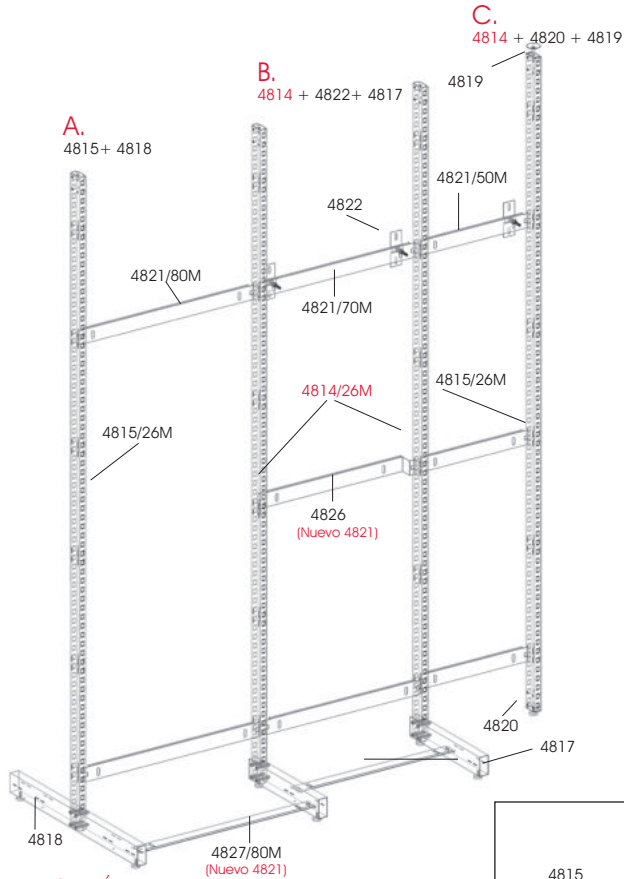 C.
4814 + 4820 + 4819
4819
B.
4814 + 4822+ 4817
A.
4815+ 4818
4822
4821/50M
4821/80M
4821/70M
4814/26M
4815/26M
4815/26M
4826
(Nuevo 4821)
4820
4817
4818
4827/80M
(Nuevo 4821)
4815